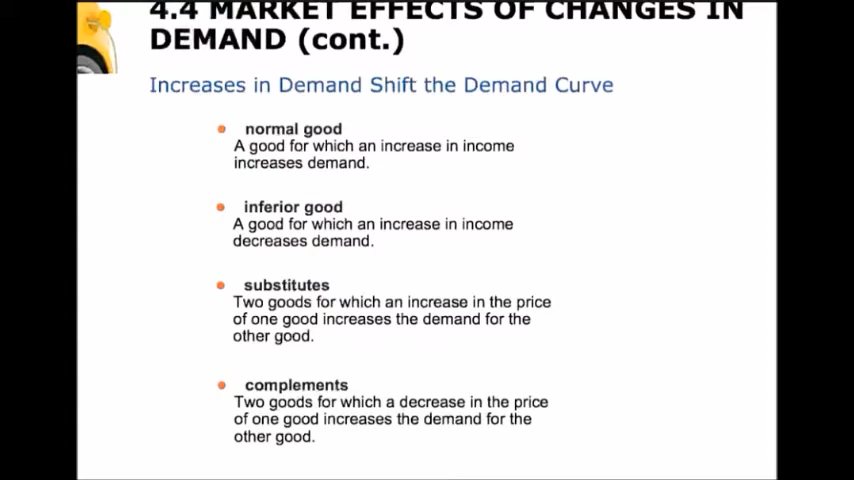 4.4 MARKET EFFECTS OF CHANGES IN
DEMAND (cont.)
Increases in Demand Shift the Demand Curve
normal good
A good for which an increase in income
increases demand.
inferior good
A good for which an increase in income
decreases demand.
substitutes
Two goods for which an increase in the price
of one good increases the demand for the
other good.
complements
Two goods for which a decrease in the price
of one good increases the demand for the
other good.